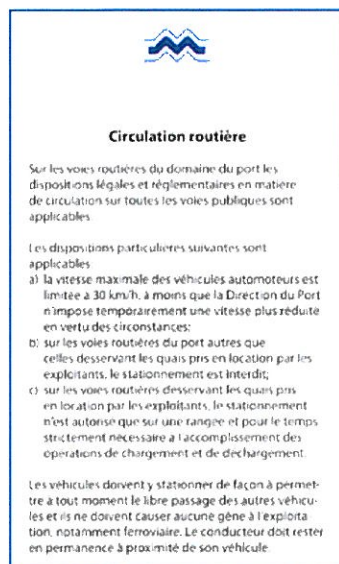 Circulation routière
Sur les voies routières du domaine du port les
dispositions légales et réglementaires en matière
de circulation sur toutes les voies publiques sont
applicables
Les dispositions particulières suivantes sont
applicables
a) la vitesse maximale des véhicules automoteurs est
limitée à 30 km/h, à moins que la Direction du Port
n'impose temporairement une vitesse plus réduite
en vertu des circonstances;
b) sur les voies routières du port autres que
celles desservant les quais pris en location par les
exploitants, le stationnement est interdit;
c) sur les voies routières desservant les quais pris
en location par les exploitants, le stationnement
n'est autorisé que sur une rangée et pour le temps
strictement nécessaire à l'accomplissement des
opérations de chargement et de déchargement.
Les véhicules doivent y stationner de façon à permet-
tre à tout moment le libre passage des autres véhicu-
les et ils ne doivent causer aucune gêne à l'exploita
tion, notamment ferroviaire. Le conducteur doit rester
en permanence à proximité de son véhicule